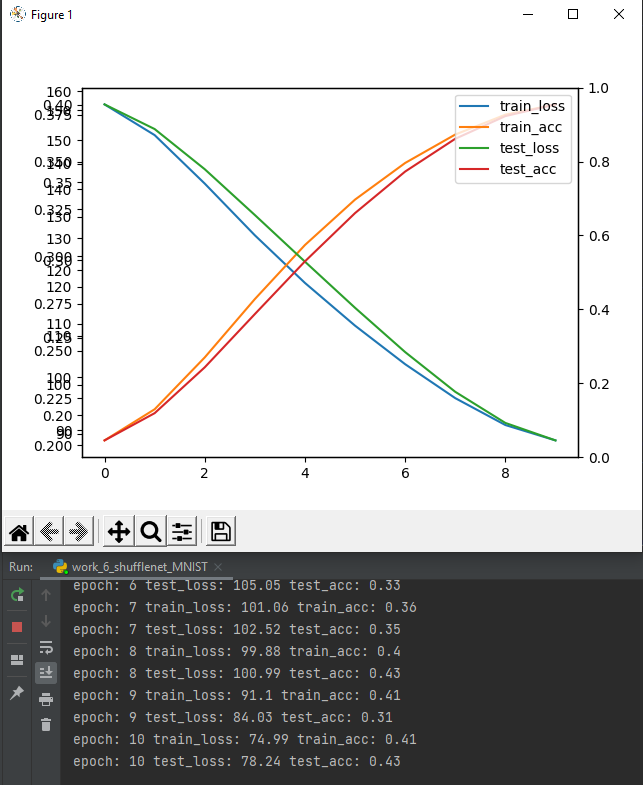 Figure 1
160
0.40
0.375
150
0.350
140
0.35
140
0.325
130
130
0.300
120
120
0.275
110
0.25
0.250
100
100
0.225
0.20
90
90
0.200
train_loss
train_acc
test_loss
test_acc
1.0
0.8
0.6
0.4
0.2
0.0
0 2 4 6 8
Run: work_6_shufflenet_MNIST
epoch: 6 test_loss: 105.05 test_acc: 0.33
epoch: 7 train_loss: 101.06 train_acc: 0.36
epoch: 7 test_loss: 102.52 test_acc: 0.35
epoch: 8 train_loss: 99.88 train_acc: 0.4
epoch: 8 test_loss: 100.99 test_acc: 0.43
epoch: 9 train_loss: 91.1 train_acc: 0.41
epoch: 9 test_loss: 84.03 test_acc: 0.31
epoch: 10 train_loss: 74.99 train_acc: 0.41
epoch: 10 test_loss: 78.24 test_acc: 0.43